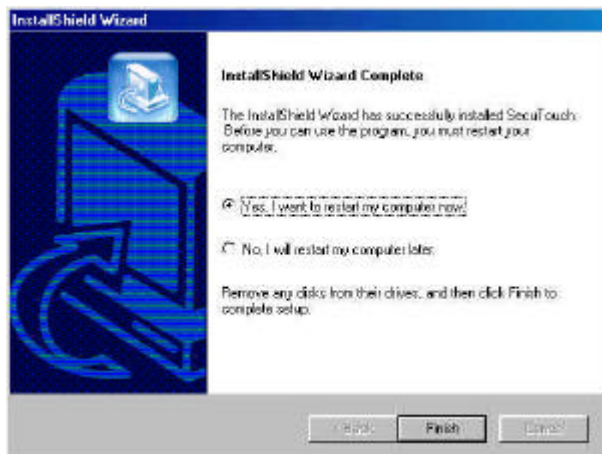 InstallShield Wizard
InstallShield Wizard Complete
The InstallShield Wizard has successfully installed SecuTouch.
Before you can use the program, you must restart your
computer.
Yes, I want to restart my computer now.
No, I will restart my computer later.
Remove any disks from their drives, and then click Finish to
complete setup.
< Back
Finish
Cancel